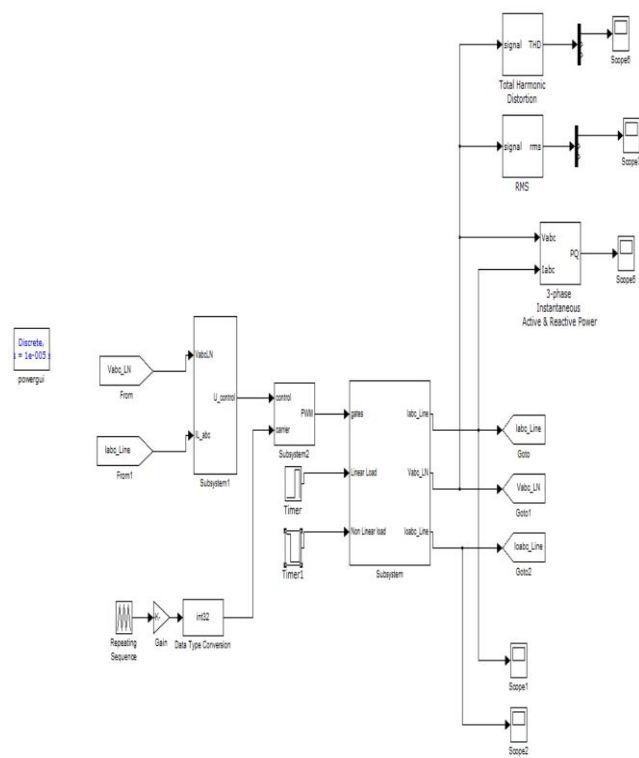 signal THD
Scope6
Total Harmonic
Distortion
signal rms
Scope7
RMS
Vabc
Iabc
PQ
Scope5
3-phase
Instantaneous
Active & Reactive Power
Discrete,
s = 1e-005 s
powergui
Vabc_LN
From
Iabc_Line
From1
VabcLN
U_control
IL_abc
Subsystem1
control
PWM
carrier
Subsystem2
Timer
Timer1
gates
Iabc_Line
Linear Load
Vabc_LN
Non Linear load
Ioabc_Line
Subsystem
Iabc_Line
Goto
Vabc_LN
Goto1
Ioabc_Line
Goto2
Repeating
Sequence
-K-
Gain
int32
Data Type Conversion
Scope1
Scope2